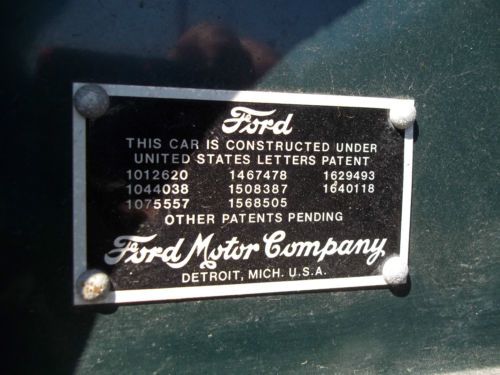 Ford
THIS CAR IS CONSTRUCTED UNDER
UNITED STATES LETTERS PATENT
1012620 1467478 1629493
1044038 1508387 1640118
1075557 1568505
OTHER PATENTS PENDING
Ford Motor Company
DETROIT, MICH. U.S.A.